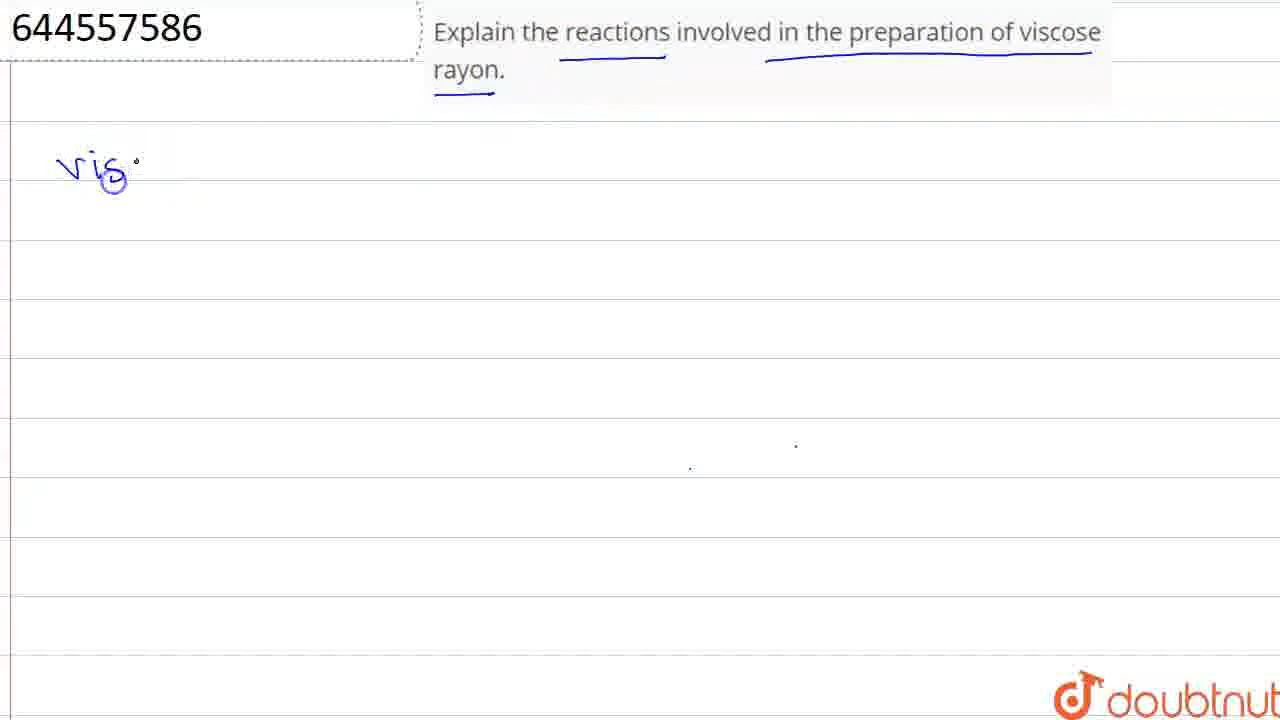 644557586
Explain the reactions involved in the preparation of viscose
rayon.
vis
doubtnut